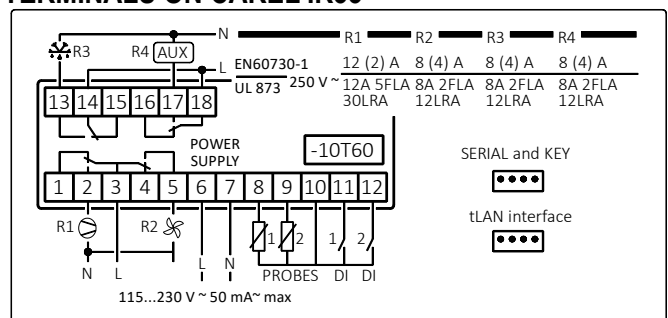 TERMINALS ON CAREL IR33
N R1 R2 R3 R4
R3 R4 AUX
L EN60730-1 250 V ~ 12 (2) A 8 (4) A 8 (4) A 8 (4) A
UL 873 12A 5FLA 8A 2FLA 8A 2FLA 8A 2FLA
30LRA 12LRA 12LRA 12LRA
13 14 15 16 17 18
POWER
SUPPLY
-10T60
SERIAL and KEY
1 2 3 4 5 6 7 8 9 10 11 12
tLAN interface
R1 R2 1 2 1 2
N L L N PROBES DI DI
115...230 V ~ 50 mA~ max